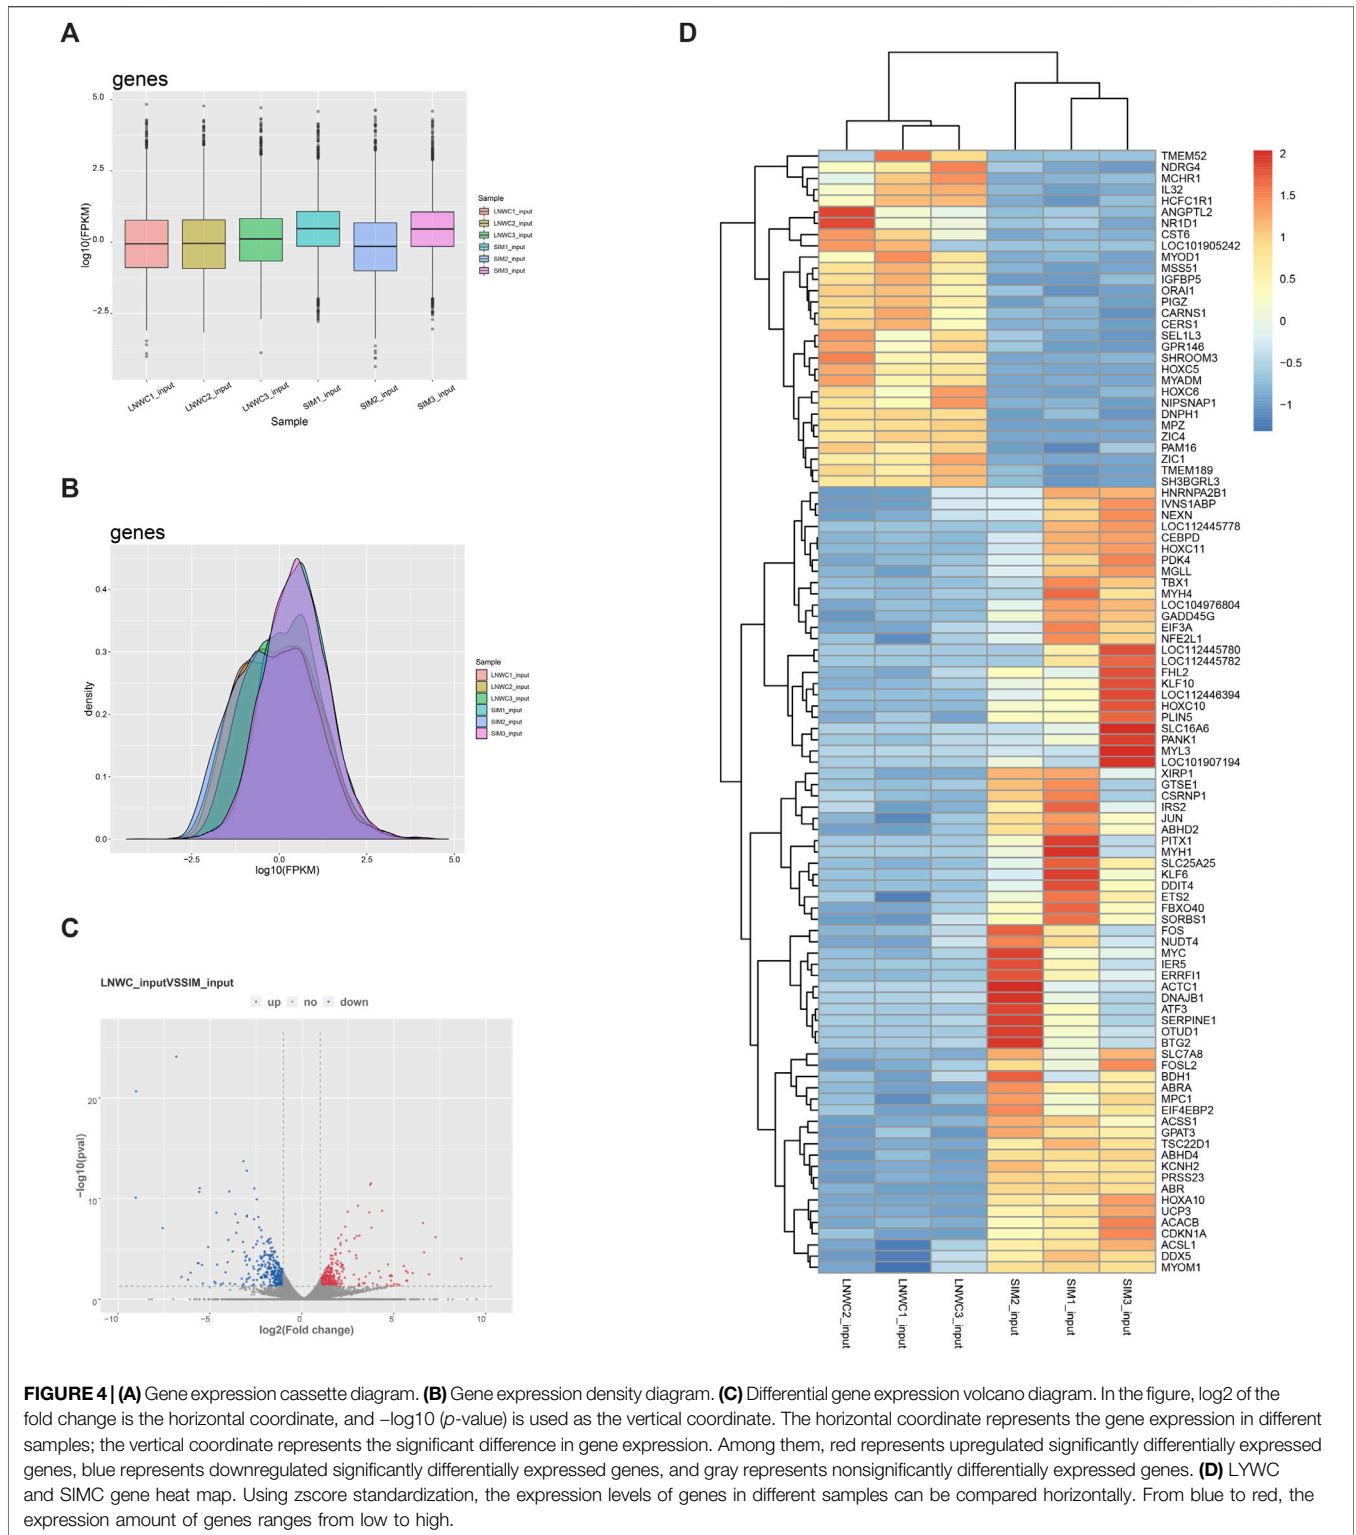 A
genes
5.0
2.5
0.0
−2.5
log10(FPKM)
LNWC1_input
LNWC2_input
LNWC3_input
SIM1_input
SIM2_input
SIM3_input
Sample
Sample
LNWC1_input
LNWC2_input
LNWC3_input
SIM1_input
SIM2_input
SIM3_input
B
genes
0.4
0.3
0.2
0.1
0.0
density
−2.5
0.0
2.5
5.0
log10(FPKM)
Sample
LNWC1_input
LNWC2_input
LNWC3_input
SIM1_input
SIM2_input
SIM3_input
C
LNWC_inputVSSIM_input
up no down
20
10
0
−log10(pval)
−10
−5
0
5
10
log2(Fold change)
D
TMEM52
NDRG4
MCHR1
IL32
HCFC1R1
ANGPTL2
NR1D1
CST6
LOC101905242
MYOD1
MSS51
IGFBP5
ORAI1
PIGZ
CARNS1
CERS1
SEL1L3
GPR146
SHROOM3
HOXC5
MYADM
HOXC6
NIPSNAP1
DNPH1
MPZ
ZIC4
PAM16
ZIC1
TMEM189
SH3BGRL3
HNRNPA2B1
IVNS1ABP
NEXN
LOC112445778
CEBPD
HOXC11
PDK4
MGLL
TBX1
MYH4
LOC104976804
GADD45G
EIF3A
NFE2L1
LOC112445780
LOC112445782
FHL2
KLF10
LOC112446394
HOXC10
PLIN5
SLC16A6
PANK1
MYL3
LOC101907194
XIRP1
GTSE1
CSRNP1
IRS2
JUN
ABHD2
PITX1
MYH1
SLC25A25
KLF6
DDIT4
ETS2
FBXO40
SORBS1
FOS
NUDT4
MYC
IER5
ERRFI1
ACTC1
DNAJB1
ATF3
SERPINE1
OTUD1
BTG2
SLC7A8
FOSL2
BDH1
ABRA
MPC1
EIF4EBP2
ACSS1
GPAT3
TSC22D1
ABHD4
KCNH2
PRSS23
ABR
HOXA10
UCP3
ACACB
CDKN1A
ACSL1
DDX5
MYOM1
2
1.5
1
0.5
0
−0.5
−1
LNWC2_input
LNWC1_input
LNWC3_input
SIM2_input
SIM1_input
SIM3_input
FIGURE 4 | (A) Gene expression cassette diagram. (B) Gene expression density diagram. (C) Differential gene expression volcano diagram. In the figure, log2 of the
fold change is the horizontal coordinate, and −log10 (p-value) is used as the vertical coordinate. The horizontal coordinate represents the gene expression in different
samples; the vertical coordinate represents the significant difference in gene expression. Among them, red represents upregulated significantly differentially expressed
genes, blue represents downregulated significantly differentially expressed genes, and gray represents nonsignificantly differentially expressed genes. (D) LYWC
and SIMC gene heat map. Using zscore standardization, the expression levels of genes in different samples can be compared horizontally. From blue to red, the
expression amount of genes ranges from low to high.